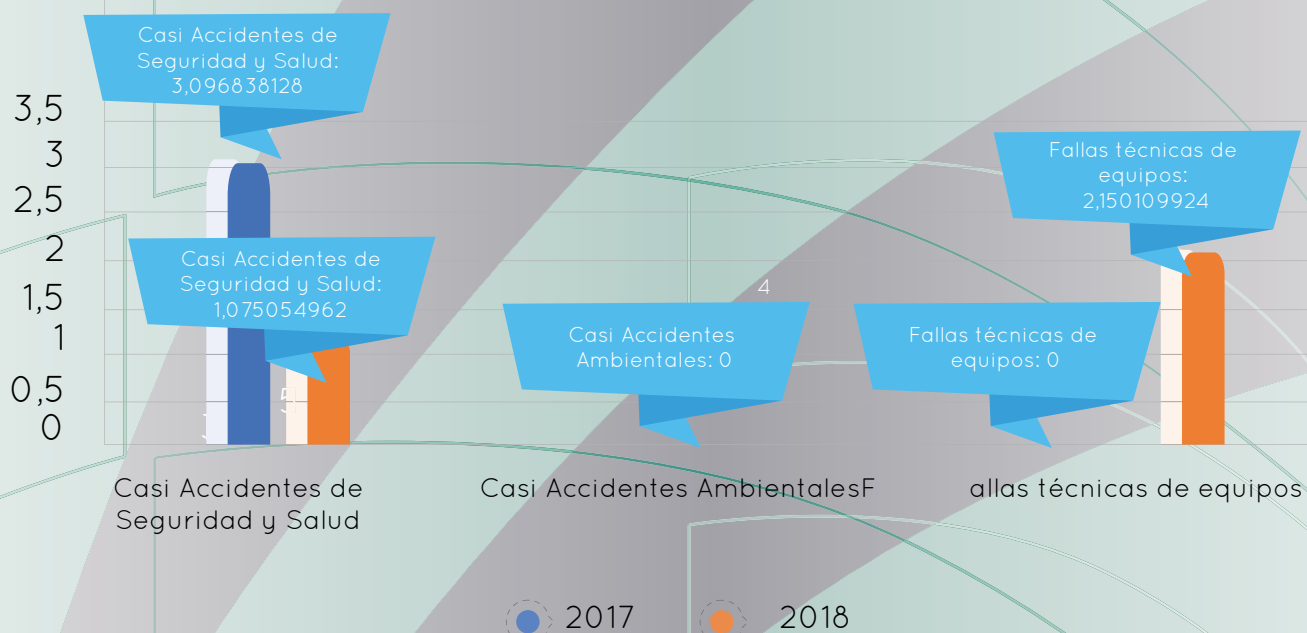 Casi Accidentes de
Seguridad y Salud:
3,096838128
3,5
3
2,5
2
1,5
1
0,5
0
Casi Accidentes de
Seguridad y Salud:
1,075054962
4
Casi Accidentes
Ambientales: 0
Fallas técnicas de
equipos: 0
Fallas técnicas de
equipos:
2,150109924
Casi Accidentes de
Seguridad y Salud
Casi Accidentes AmbientalesF
allas técnicas de equipos
2017
2018